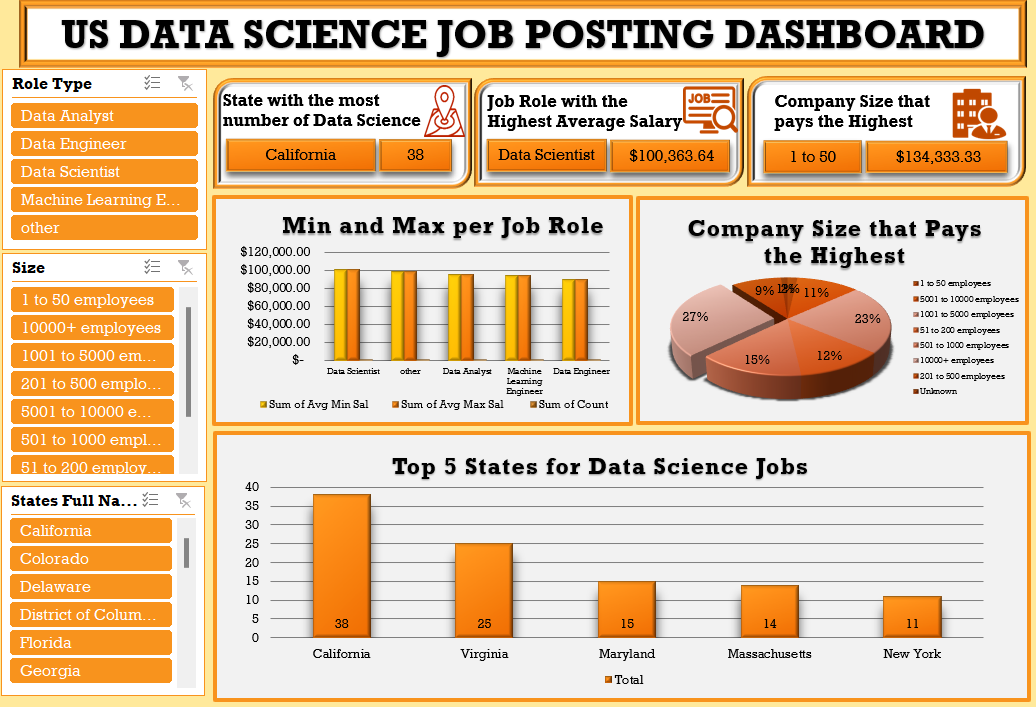 US DATA SCIENCE JOB POSTING DASHBOARD
Role Type
Data Analyst
Data Engineer
Data Scientist
Machine Learning E...
other
Size
1 to 50 employees
10000+ employees
1001 to 5000 em...
201 to 500 emplo...
5001 to 10000 e...
501 to 1000 empl...
51 to 200 employ...
States Full Na...
California
Colorado
Delaware
District of Colum...
Florida
Georgia
State with the most
number of Data Science
California 38
Job Role with the
Highest Average Salary
JOB
Data Scientist $100,363.64
Company Size that
pays the Highest
1 to 50 $134,333.33
Min and Max per Job Role
$120,000.00
$100,000.00
$80,000.00
$60,000.00
$40,000.00
$20,000.00
$-
Data Scientist other Data Analyst Machine Learning Engineer Data Engineer
Sum of Avg Min Sal Sum of Avg Max Sal Sum of Count
Company Size that Pays
the Highest
9% 11%
27% 23%
15% 12%
1 to 50 employees
5001 to 10000 employees
1001 to 5000 employees
51 to 200 employees
501 to 1000 employees
10000+ employees
201 to 500 employees
Unknown
Top 5 States for Data Science Jobs
40
35
30
25
20
15
10
5
0
38 25 15 14 11
California Virginia Maryland Massachusetts New York
Total